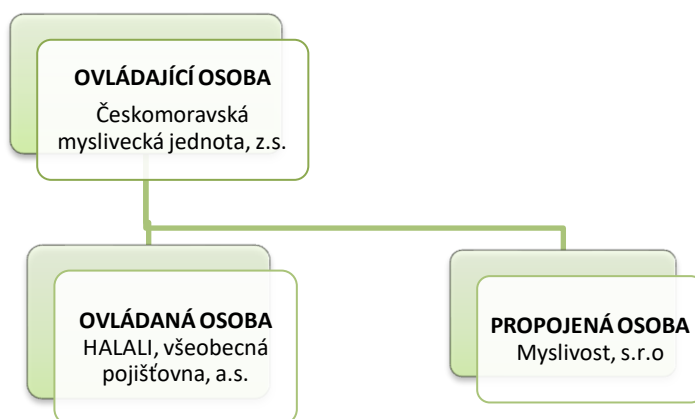 OVLÁDAJÍCÍ OSOBA
Českomoravská
myslivecká jednota, z.s.
OVLÁDANÁ OSOBA
HALALI, všeobecná
pojišťovna, a.s.
PROPOJENÁ OSOBA
Myslivost, s.r.o